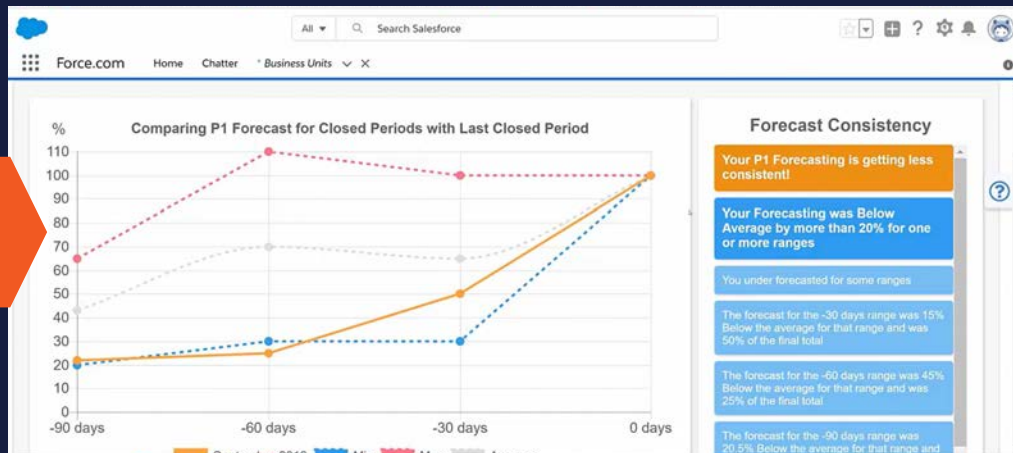 All
Search Salesforce
Force.com
Home
Chatter
* Business Units
Comparing P1 Forecast for Closed Periods with Last Closed Period
%
110
100
90
80
70
60
50
40
30
20
10
0
-90 days
-60 days
-30 days
0 days
Forecast Consistency
Your P1 Forecasting is getting less
consistent!
Your Forecasting was Below
Average by more than 20% for one
or more ranges
You under forecasted for some ranges
The forecast for the -30 days range was 15%
Below the average for that range and was
50% of the final total
The forecast for the -60 days range was 45%
Below the average for that range and was
25% of the final total
The forecast for the -90 days range was
20.5% Below the average for that range and